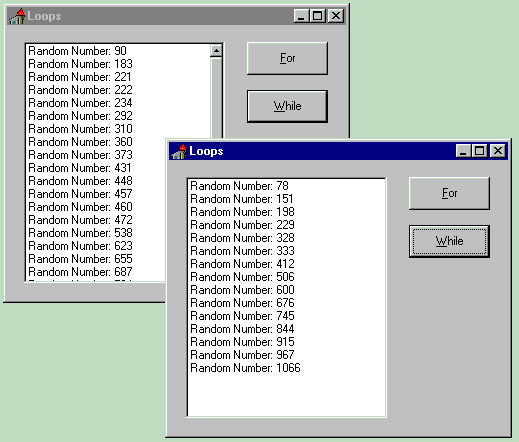 Loops
Random Number: 90
Random Number: 183
Random Number: 221
Random Number: 222
Random Number: 234
Random Number: 292
Random Number: 310
Random Number: 360
Random Number: 373
Random Number: 431
Random Number: 448
Random Number: 457
Random Number: 460
Random Number: 472
Random Number: 538
Random Number: 623
Random Number: 655
Random Number: 687
For
While
Loops
Random Number: 78
Random Number: 151
Random Number: 198
Random Number: 229
Random Number: 328
Random Number: 333
Random Number: 412
Random Number: 506
Random Number: 600
Random Number: 676
Random Number: 745
Random Number: 844
Random Number: 915
Random Number: 967
Random Number: 1066
For
While